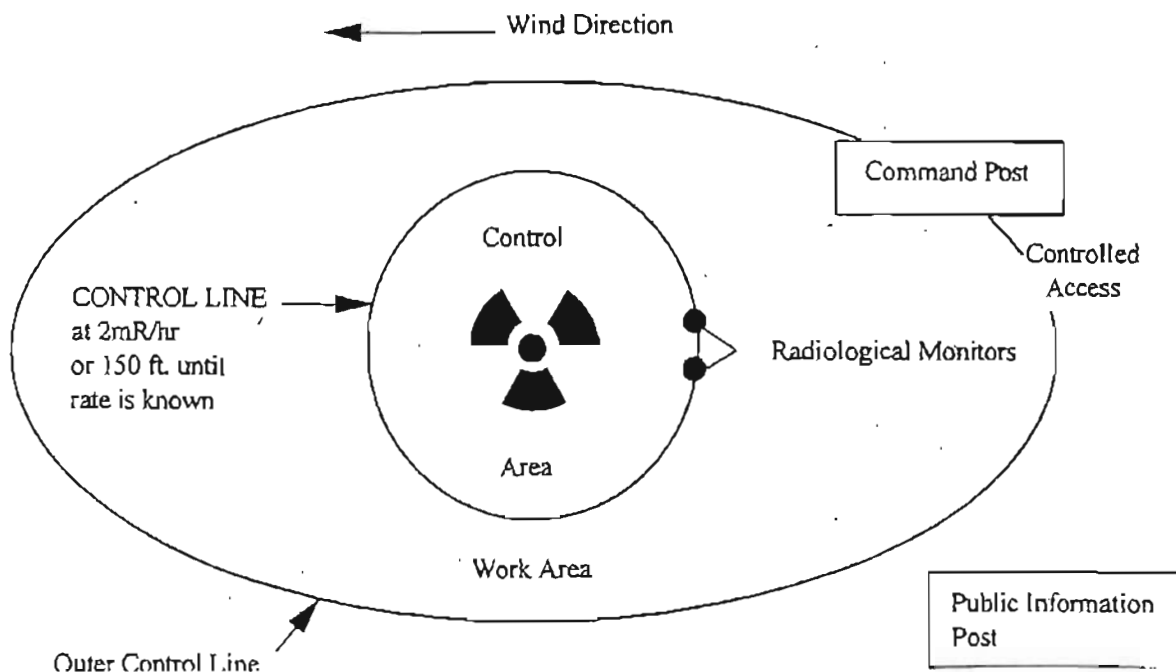 Wind Direction
Command Post
Control
Controlled
Access
CONTROL LINE
at 2mR/hr
or 150 ft. until
rate is known
Radiological Monitors
Area
Work Area
Public Information
Post
Outer Control Line